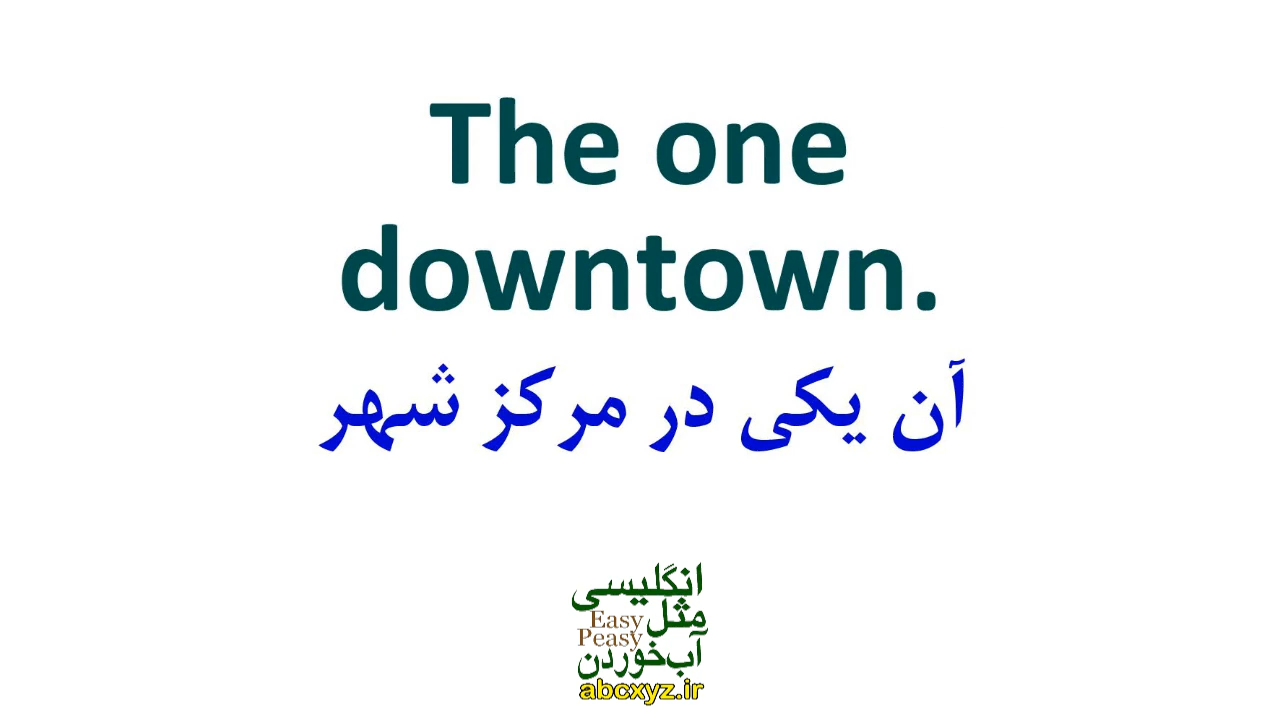 The one
downtown.
آن یکی در مرکز شهر
انگلیسی
مثل
Easy
Peasy
آب‌خوردن
abcxyz.ir